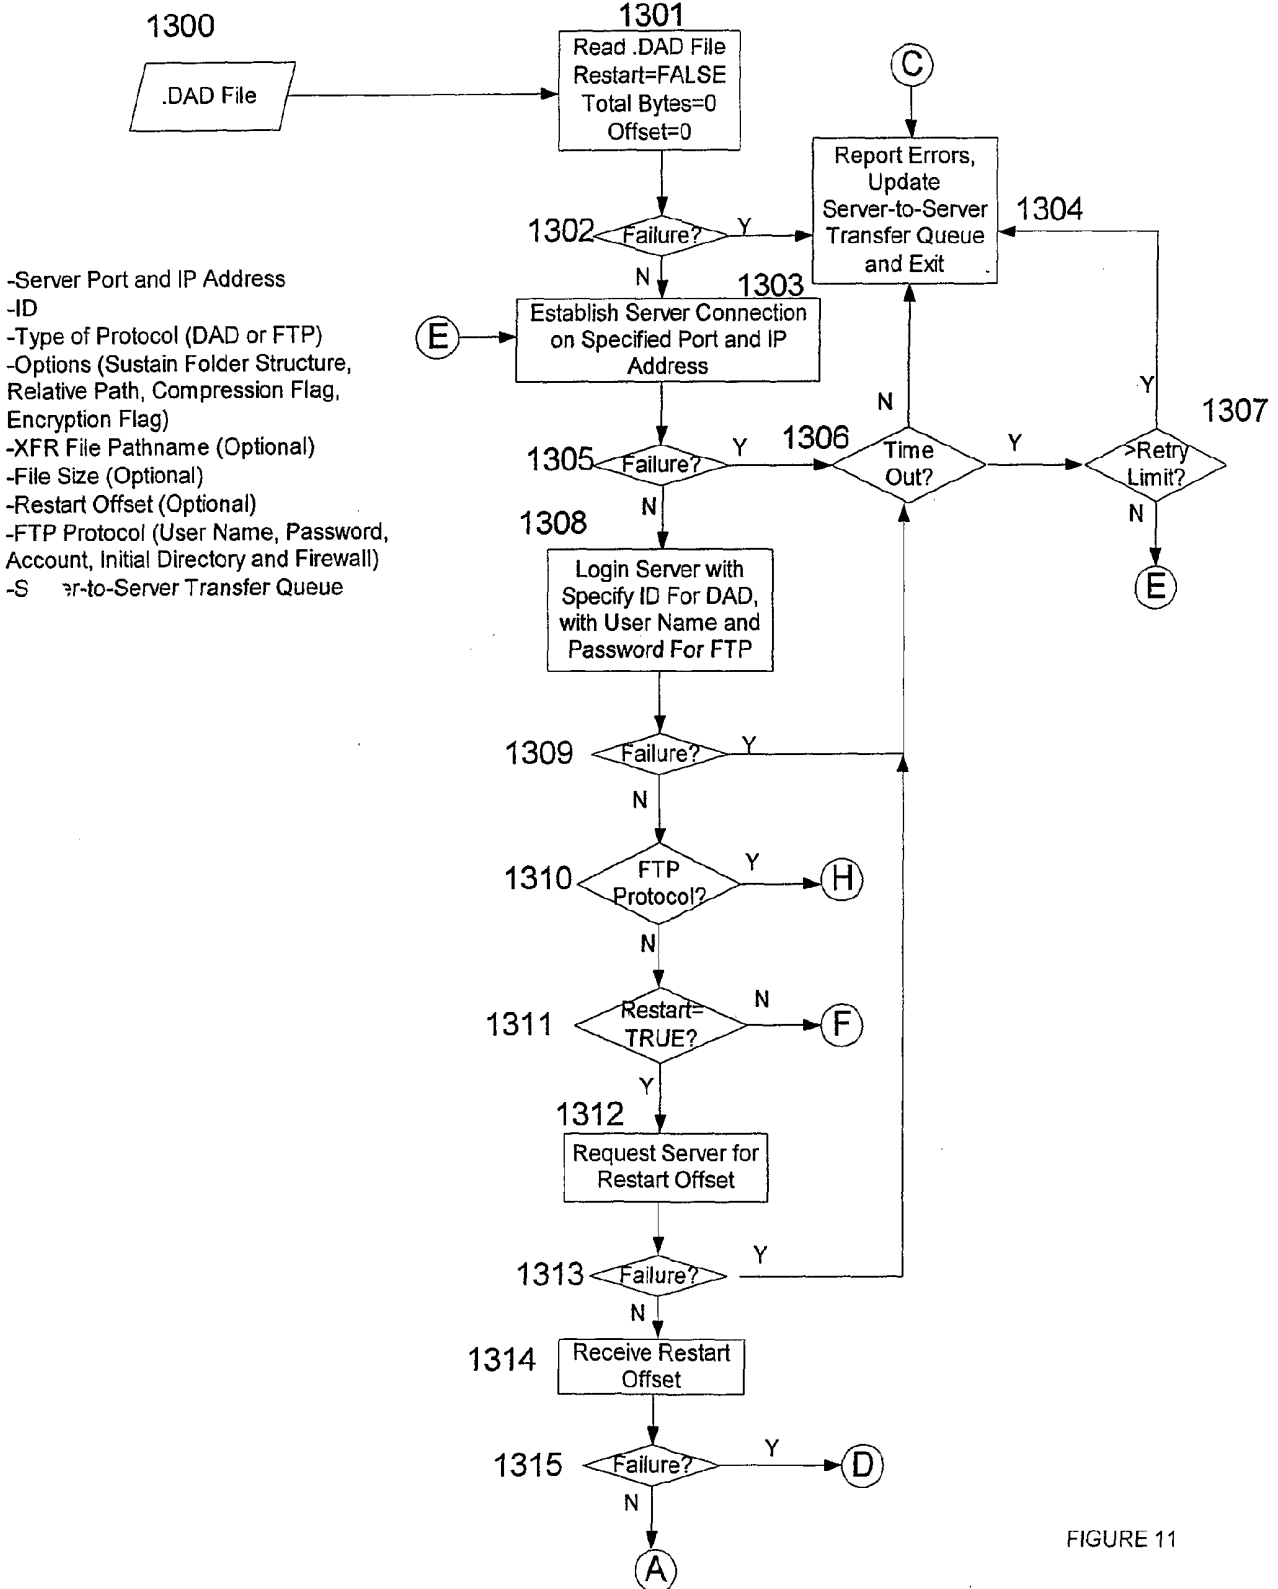 1300
.DAD File
1301
Read .DAD File
Restart=FALSE
Total Bytes=0
Offset=0
C
Report Errors,
Update
Server-to-Server
Transfer Queue
and Exit
1304
1302
Failure?
Y
N
-Server Port and IP Address
-ID
-Type of Protocol (DAD or FTP)
-Options (Sustain Folder Structure,
Relative Path, Compression Flag,
Encryption Flag)
-XFR File Pathname (Optional)
-File Size (Optional)
-Restart Offset (Optional)
-FTP Protocol (User Name, Password,
Account, Initial Directory and Firewall)
to-Server Transfer Queue
1303
E
Establish Server Connection
on Specified Port and IP
Address
1305
Failure?
Y
N
1306
Time
Out?
N
Y
1307
>Retry
Limit?
Y
N
E
1308
Login Server with
Specify ID For DAD,
with User Name and
Password For FTP
1309
Failure?
Y
N
1310
FTP
Protocol?
Y
H
N
1311
Restart=
TRUE?
N
F
Y
1312
Request Server for
Restart Offset
1313
Failure?
Y
N
1314
Receive Restart
Offset
1315
Failure?
Y
D
N
A
FIGURE 11